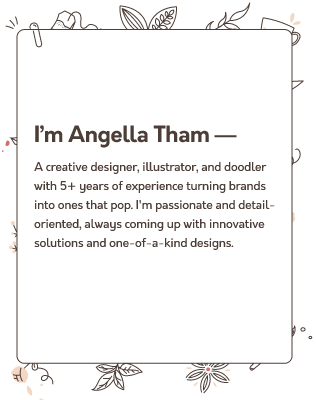 I'm Angella Tham —
A creative designer, illustrator, and doodler
with 5+ years of experience turning brands
into ones that pop. I'm passionate and detail-
oriented, always coming up with innovative
solutions and one-of-a-kind designs.